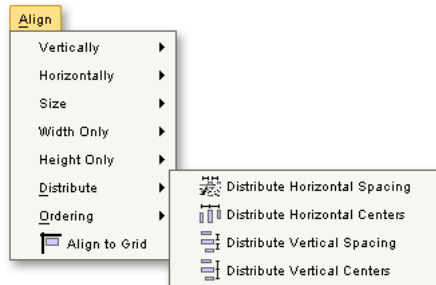 Align
Vertically
Horizontally
Size
Width Only
Height Only
Distribute
Ordering
Align to Grid
Distribute Horizontal Spacing
Distribute Horizontal Centers
Distribute Vertical Spacing
Distribute Vertical Centers